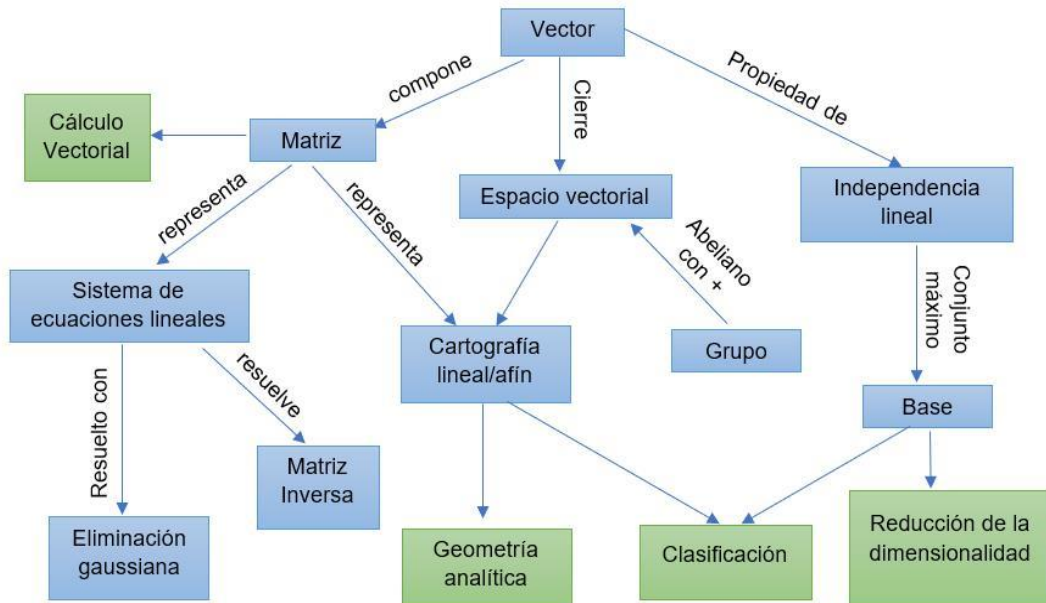 Vector
compone
Cierre
Propiedad de
Cálculo
Vectorial
Matriz
Espacio vectorial
Independencia
lineal
representa
representa
Abeliano
con +
Conjunto
máximo
Sistema de
ecuaciones lineales
Cartografía
lineal/afín
Grupo
Base
Resuelto con
resuelve
Matriz
Inversa
Eliminación
gaussiana
Geometría
analítica
Clasificación
Reducción de la
dimensionalidad